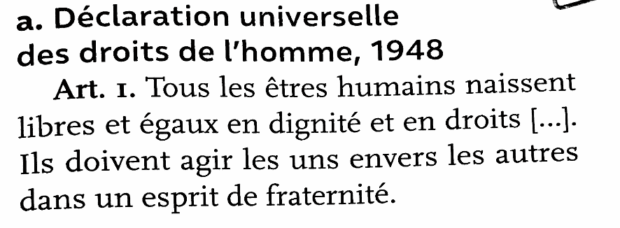 a. Déclaration universelle
des droits de l'homme, 1948
Art. 1. Tous les êtres humains naissent
libres et égaux en dignité et en droits [...].
Ils doivent agir les uns envers les autres
dans un esprit de fraternité.